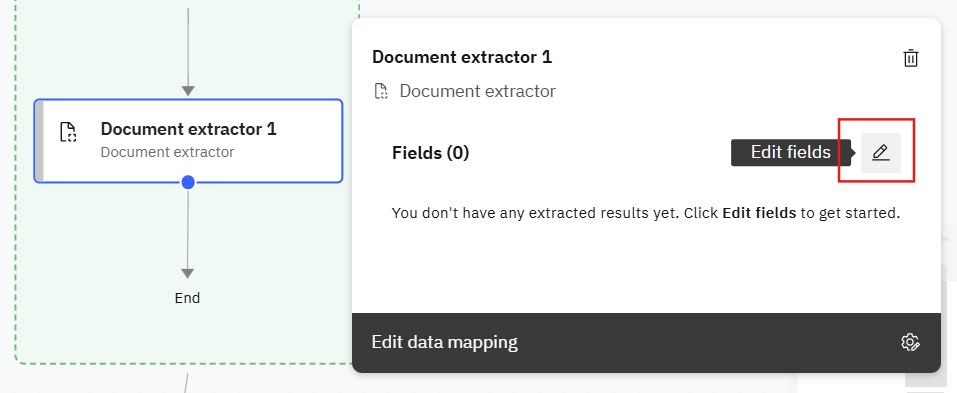 Document extractor 1
Document extractor
End
Document extractor 1
Document extractor
Fields (0)
Edit fields
You don't have any extracted results yet. Click Edit fields to get started.
Edit data mapping